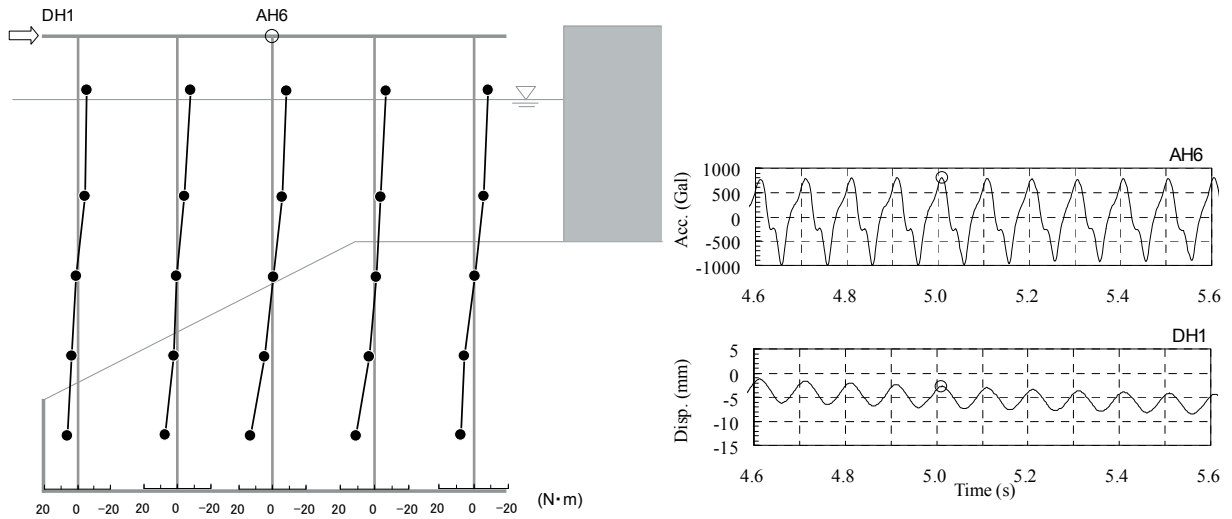 DH1
AH6
20 0 -20 20 0 -20 20 0 -20 20 0 -20 20 0 -20 (N・m)
AH6
Acc. (Gal)
1000
500
0
-500
-1000
4.6 4.8 5.0 5.2 5.4 5.6
DH1
Disp. (mm)
5
0
-5
-10
-15
4.6 4.8 5.0 5.2 5.4 5.6
Time (s)